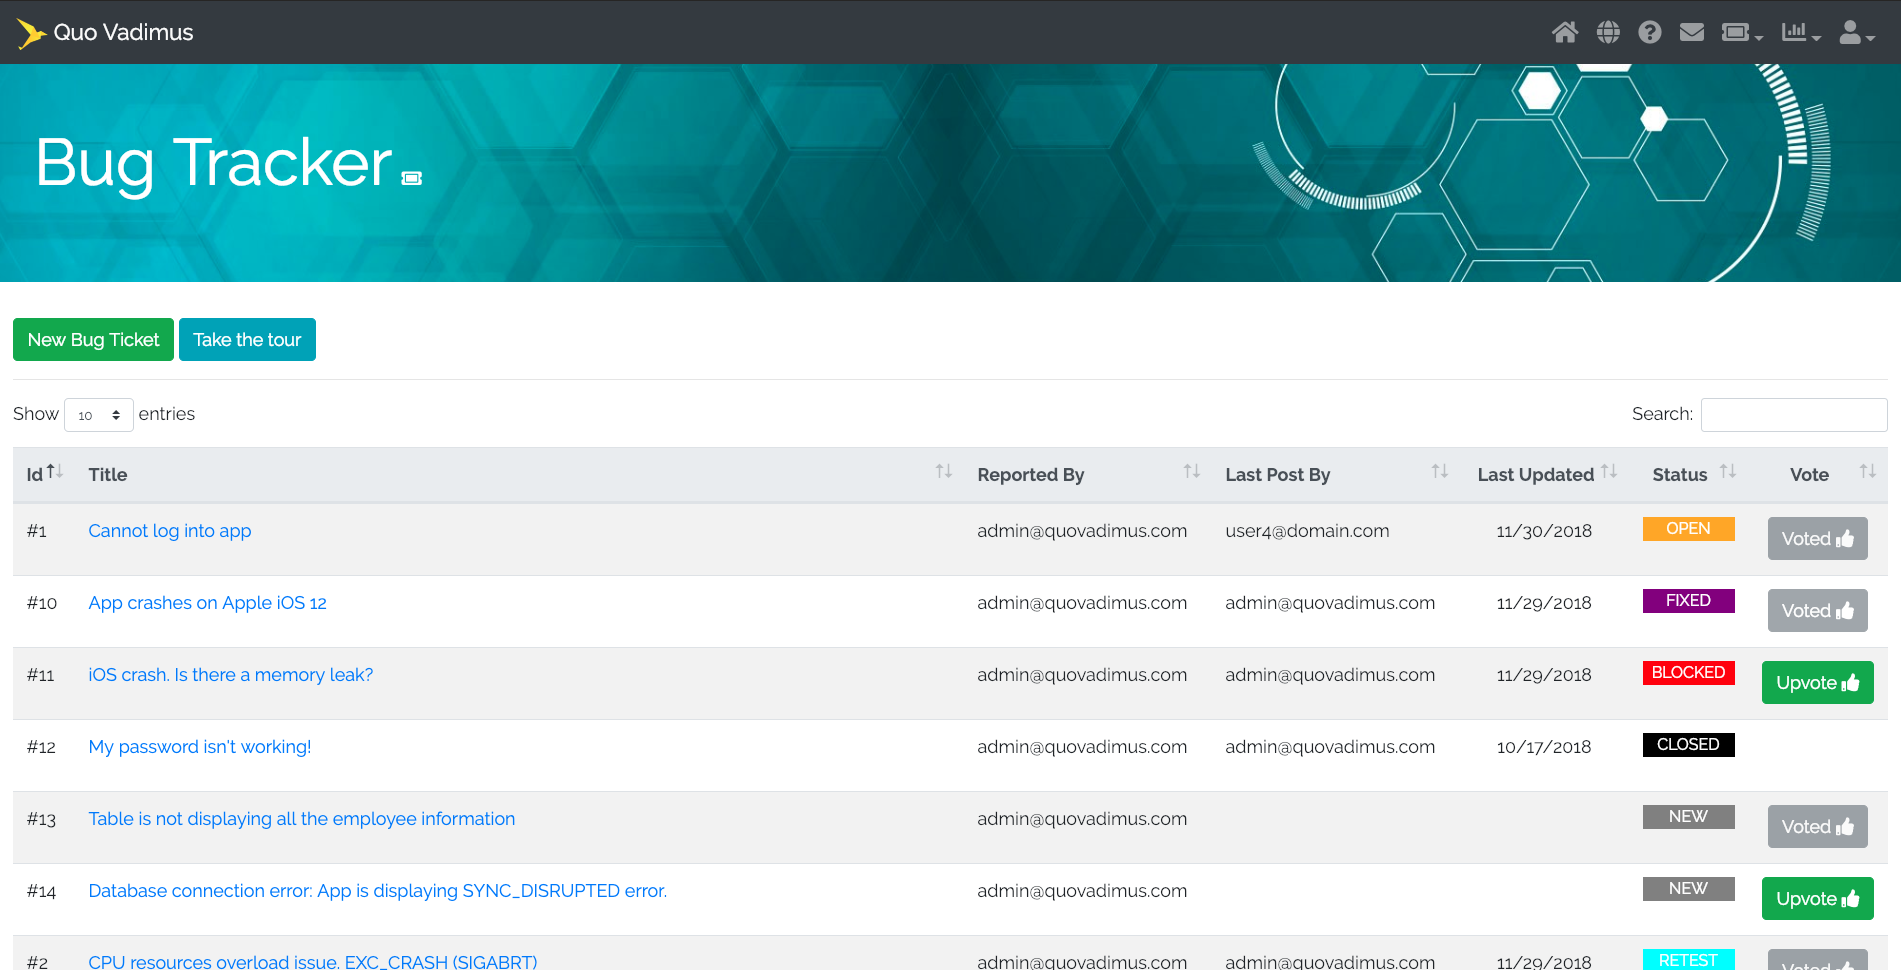 Quo Vadimus
Bug Tracker
New Bug Ticket Take the tour
Show 10 entries Search:
Id Title Reported By Last Post By Last Updated Status Vote
#1 Cannot log into app admin@quovadimus.com user4@domain.com 11/30/2018 OPEN Voted
#10 App crashes on Apple iOS 12 admin@quovadimus.com admin@quovadimus.com 11/29/2018 FIXED Voted
#11 iOS crash. Is there a memory leak? admin@quovadimus.com admin@quovadimus.com 11/29/2018 BLOCKED Upvote
#12 My password isn't working! admin@quovadimus.com admin@quovadimus.com 10/17/2018 CLOSED
#13 Table is not displaying all the employee information admin@quovadimus.com NEW Voted
#14 Database connection error: App is displaying SYNC_DISRUPTED error. admin@quovadimus.com NEW Upvote
#2 CPU resources overload issue. EXC_CRASH (SIGABRT) admin@quovadimus.com admin@quovadimus.com 11/29/2018 RETEST Voted